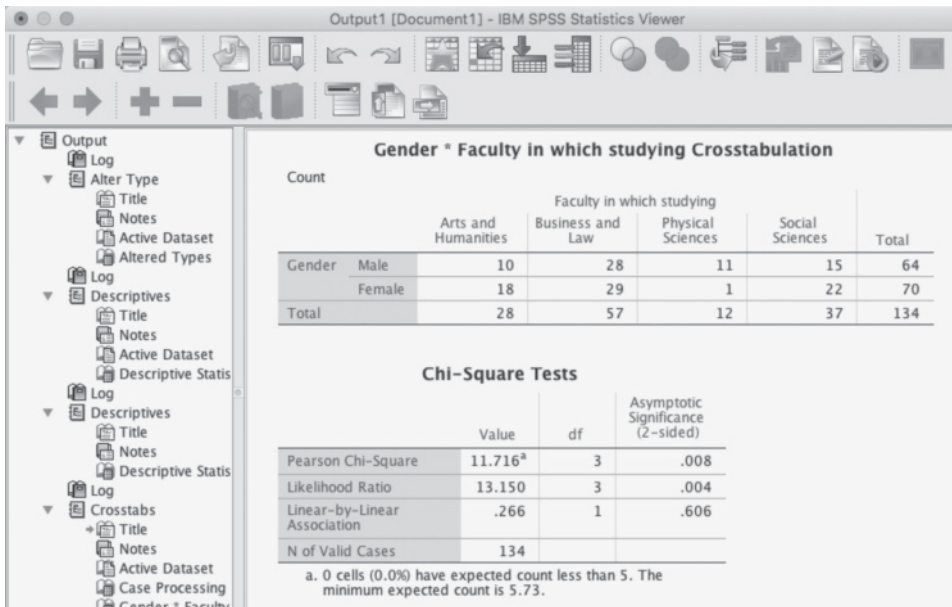 Output1 [Document1] - IBM SPSS Statistics Viewer
Output
Log
Alter Type
Title
Notes
Active Dataset
Altered Types
Log
Descriptives
Title
Notes
Active Dataset
Descriptive Statis
Log
Descriptives
Title
Notes
Descriptive Statis
Log
Crosstabs
Title
Notes
Active Dataset
Case Processing
Gender * Faculty
Gender * Faculty in which studying Crosstabulation
Count
Faculty in which studying
Arts and Humanities Business and Law Physical Sciences Social Sciences Total
Gender Male 10 28 11 15 64
Female 18 29 1 22 70
Total 28 57 12 37 134
Chi-Square Tests
Value df Asymptotic Significance (2-sided)
Pearson Chi-Square 11.716a 3 .008
Likelihood Ratio 13.150 3 .004
Linear-by-Linear Association .266 1 .606
N of Valid Cases 134
a. 0 cells (0.0%) have expected count less than 5. The
minimum expected count is 5.73.